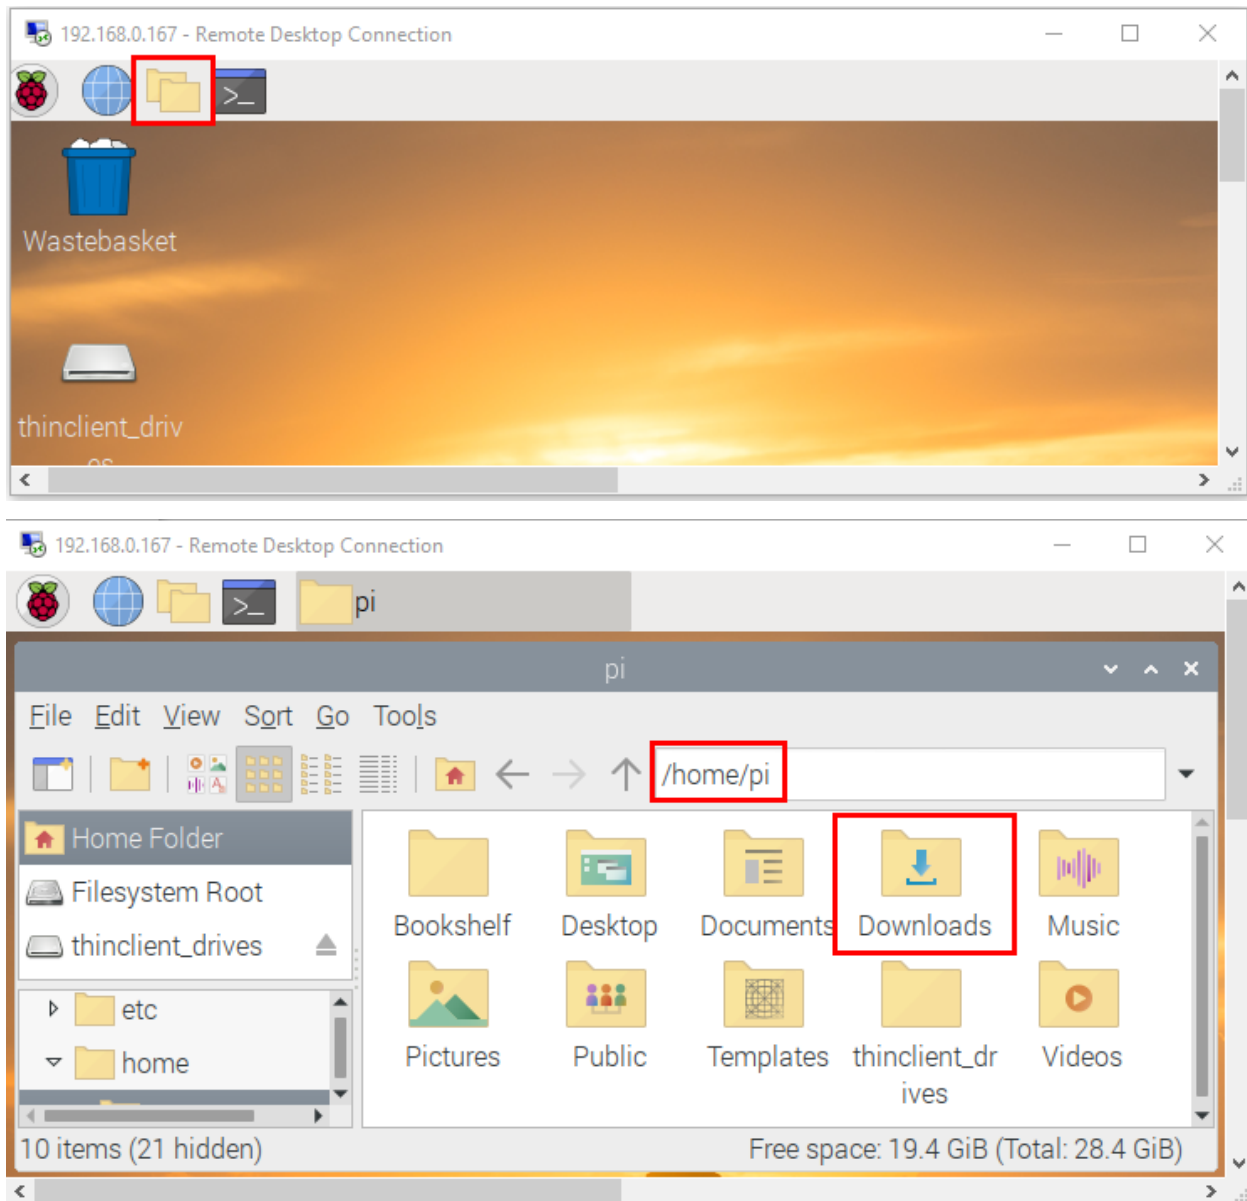 192.168.0.167 - Remote Desktop Connection
>_
Wastebasket
thinclient_driv
es
192.168.0.167 - Remote Desktop Connection
>_
pi
pi
File Edit View Sort Go Tools
/home/pi
Home Folder
Filesystem Root
thinclient_drives
etc
home
Bookshelf Desktop Documents Downloads Music
Pictures Public Templates thinclient_dr Videos
ives
10 items (21 hidden) Free space: 19.4 GiB (Total: 28.4 GiB)